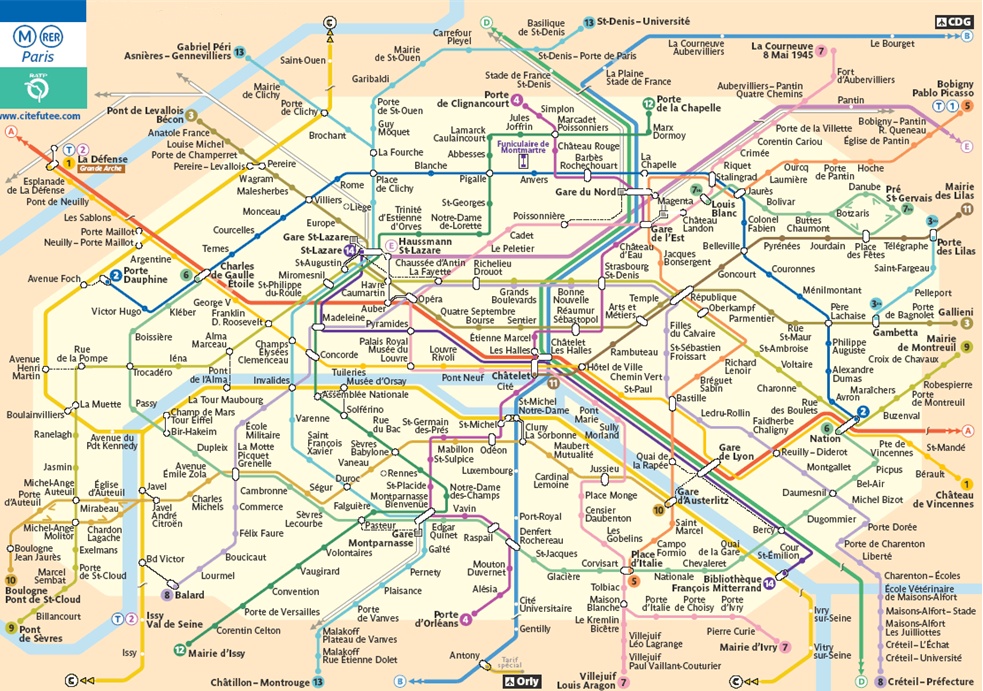 M RER
Paris
RATP
www.citefutee.com
C
Carrefour
Pleyel
D
Basilique
de St-Denis
13 St-Denis – Université
CDG
B
Gabriel Péri
Asnières – Gennevilliers 13
Mairie
de St-Ouen
St-Denis – Porte de Paris
La Courneuve
Aubervilliers
La Courneuve
8 Mai 1945 7
Le Bourget
Saint-Ouen
Garibaldi
Stade de France
St-Denis
La Plaine
Stade de France
Fort
d'Aubervilliers
Mairie
de Clichy
Porte
de Clichy
Porte
de St-Ouen
Porte
de Clignancourt 4
Simplon
12 Porte
de la Chapelle
Aubervilliers – Pantin
Quatre Chemins
Pantin
Bobigny
Pablo Picasso
T 1 5
Pont de Levallois
Bécon 3
Anatole France
Louise Michel
Porte de Champerret
Pereire – Levallois
Brochant
Guy
Môquet
Jules
Joffrin
Marcadet
Poissonniers
Marx
Dormoy
Porte de la Villette
Corentin Cariou
Bobigny – Pantin
R. Queneau
Église de Pantin
E
A
T 2
1 La Défense
Grande Arche
Lamarck
Caulaincourt
Château Rouge
Crimée
Riquet
Hoche
Pereire
Wagram
Malesherbes
La Fourche
Abbesses
Funiculaire de
Montmartre
Barbès
Rochechouart
La
Chapelle
Stalingrad
Ourcq
Laumière
Porte
de Pantin
Esplanade
de La Défense
Pont de Neuilly
Rome
Place
de Clichy
Blanche
Pigalle
Anvers
Gare du Nord
Jaurès
Danube
Pré
St-Gervais
7bis
Mairie
des Lilas
11
Les Sablons
Monceau
Villiers
Liège
St-Georges
Magenta
7bis
Louis
Blanc
Bolivar
Botzaris
3bis
Porte Maillot
Neuilly – Porte Maillot
Courcelles
Ternes
Europe
Trinité
d'Estienne
d'Orves
Notre-Dame
de-Lorette
Poissonnière
Château
Landon
Colonel
Fabien
Buttes
Chaumont
Porte
des Lilas
Gare St-Lazare
St-Lazare 14
E Haussmann
St-Lazare
Cadet
Le Peletier
Gare
de l'Est
Belleville
Pyrénées
Jourdain
Place
des Fêtes
Télégraphe
Saint-Fargeau
Avenue Foch
2 Porte
Dauphine
6 Charles
de Gaulle
Étoile
St-Augustin
Miromesnil
St-Philippe
du-Roule
Chaussée d'Antin
La Fayette
Richelieu
Drouot
Château
d'Eau
Jacques
Bonsergent
Strasbourg
St-Denis
Goncourt
Couronnes
Pelleport
Victor Hugo
Kléber
George V
Franklin
D. Roosevelt
Havre
Caumartin
Auber
Opéra
Grands
Boulevards
Bonne
Nouvelle
Temple
République
Ménilmontant
Argentine
Père
Lachaise
3bis
Porte
de Bagnolet
Gallieni
3
Gambetta
Boissière
Madeleine
Pyramides
Quatre Septembre
Bourse
Sentier
Réaumur
Sébastopol
Arts et
Métiers
Oberkampf
Parmentier
Rue
St-Maur
St-Ambroise
Philippe
Auguste
Mairie
de Montreuil
9
Avenue
Henri
Martin
Rue
de la Pompe
Iéna
Alma
Marceau
Champs
Élysées
Clemenceau
Concorde
Palais Royal
Musée du
Louvre
Louvre
Rivoli
Étienne Marcel
Les Halles
Châtelet
Les Halles
Filles
du Calvaire
St-Sébastien
Froissart
Richard
Lenoir
Voltaire
Croix de Chavaux
Robespierre
Porte
de Montreuil
Trocadéro
Pont
de l'Alma
Invalides
Tuileries
Musée d'Orsay
Pont Neuf
Châtelet
11
Rambuteau
Hôtel de Ville
Chemin Vert
St-Paul
Bréguet
Sabin
Charonne
Alexandre
Dumas
Avron
Maraîchers
Buzenval
Boulainvilliers
La Muette
Passy
La Tour Maubourg
Assemblée Nationale
Solférino
Cité
St-Michel
Notre-Dame
Pont
Marie
Bastille
Ledru-Rollin
Rue des
Boulets
2
6
Nation
A
Ranelagh
Avenue du
Pdt Kennedy
Champ de Mars
Tour Eiffel
Bir-Hakeim
École
Militaire
Varenne
Rue
du Bac
St-Germain
des-Prés
St-Michel
Cluny
La Sorbonne
Sully
Morland
Faidherbe
Chaligny
Reuilly – Diderot
St-Mandé
Jasmin
Dupleix
La Motte
Picquet
Grenelle
Saint
François
Xavier
Sèvres
Babylone
Mabillon
St-Sulpice
Odéon
Maubert
Mutualité
Quai de
la Rapée
Gare
de Lyon
Pte de
Vincennes
Picpus
Bérault
Michel-Ange
Auteuil
Église
d'Auteuil
Porte
d'Auteuil
Javel
Avenue
Émile Zola
Vaneau
Rennes
Luxembourg
Cardinal
Lemoine
Jussieu
Montgallet
Bel-Air
1
Château
de Vincennes
Mirabeau
Javel
André
Citroën
Charles
Michels
Cambronne
Ségur
Duroc
St-Placide
Notre-Dame
des-Champs
Place Monge
Gare
d'Austerlitz
10
Daumesnil
Michel Bizot
Michel-Ange
Molitor
Chardon
Lagache
Commerce
Sèvres
Lecourbe
Falguière
Montparnasse
Bienvenüe
Vavin
Port-Royal
Censier
Daubenton
Saint
Marcel
Dugommier
Porte Dorée
Boulogne
Jean Jaurès
Exelmans
Félix Faure
Pasteur
Edgar
Quinet
Raspail
Denfert
Rochereau
Les
Gobelins
Campo
Formio
Quai
de la Gare
Bercy
Porte de Charenton
Liberté
10
Boulogne
Pont de St-Cloud
Marcel
Sembat
Porte
de St-Cloud
Bd Victor
Boucicaut
Volontaires
Gare
Montparnasse
Gaîté
St-Jacques
Corvisart
Place
d'Italie
5
Chevaleret
Cour
St-Émilion
Glacière
Nationale
Charenton – Écoles
Lourmel
Vaugirard
Pernety
Mouton
Duvernet
Tolbiac
Bibliothèque
François Mitterrand 14
École Vétérinaire
de Maisons-Alfort
Billancourt
8 Balard
Convention
Plaisance
Alésia
Cité
Universitaire
Maison
Blanche
Porte
d'Italie
Porte
de Choisy
Porte
d'Ivry
Ivry
sur-Seine
Maisons-Alfort – Stade
9 Pont
de Sèvres
T 2 Issy
Val de Seine
Porte de Versailles
Porte
de Vanves
Porte
d'Orléans 4
Gentilly
Le Kremlin
Bicêtre
Pierre Curie
Maisons-Alfort
Les Juilliottes
Corentin Celton
Malakoff
Plateau de Vanves
Villejuif
Léo Lagrange
Mairie d'Ivry 7
Créteil – L'Échat
Issy
12 Mairie d'Issy
Malakoff
Rue Étienne Dolet
Antony
Tarif
spécial
Villejuif
Paul Vaillant-Couturier
Vitry
sur-Seine
Créteil – Université
C
Châtillon – Montrouge 13
B
Orly
Villejuif
Louis Aragon 7
C
D
8 Créteil – Préfecture